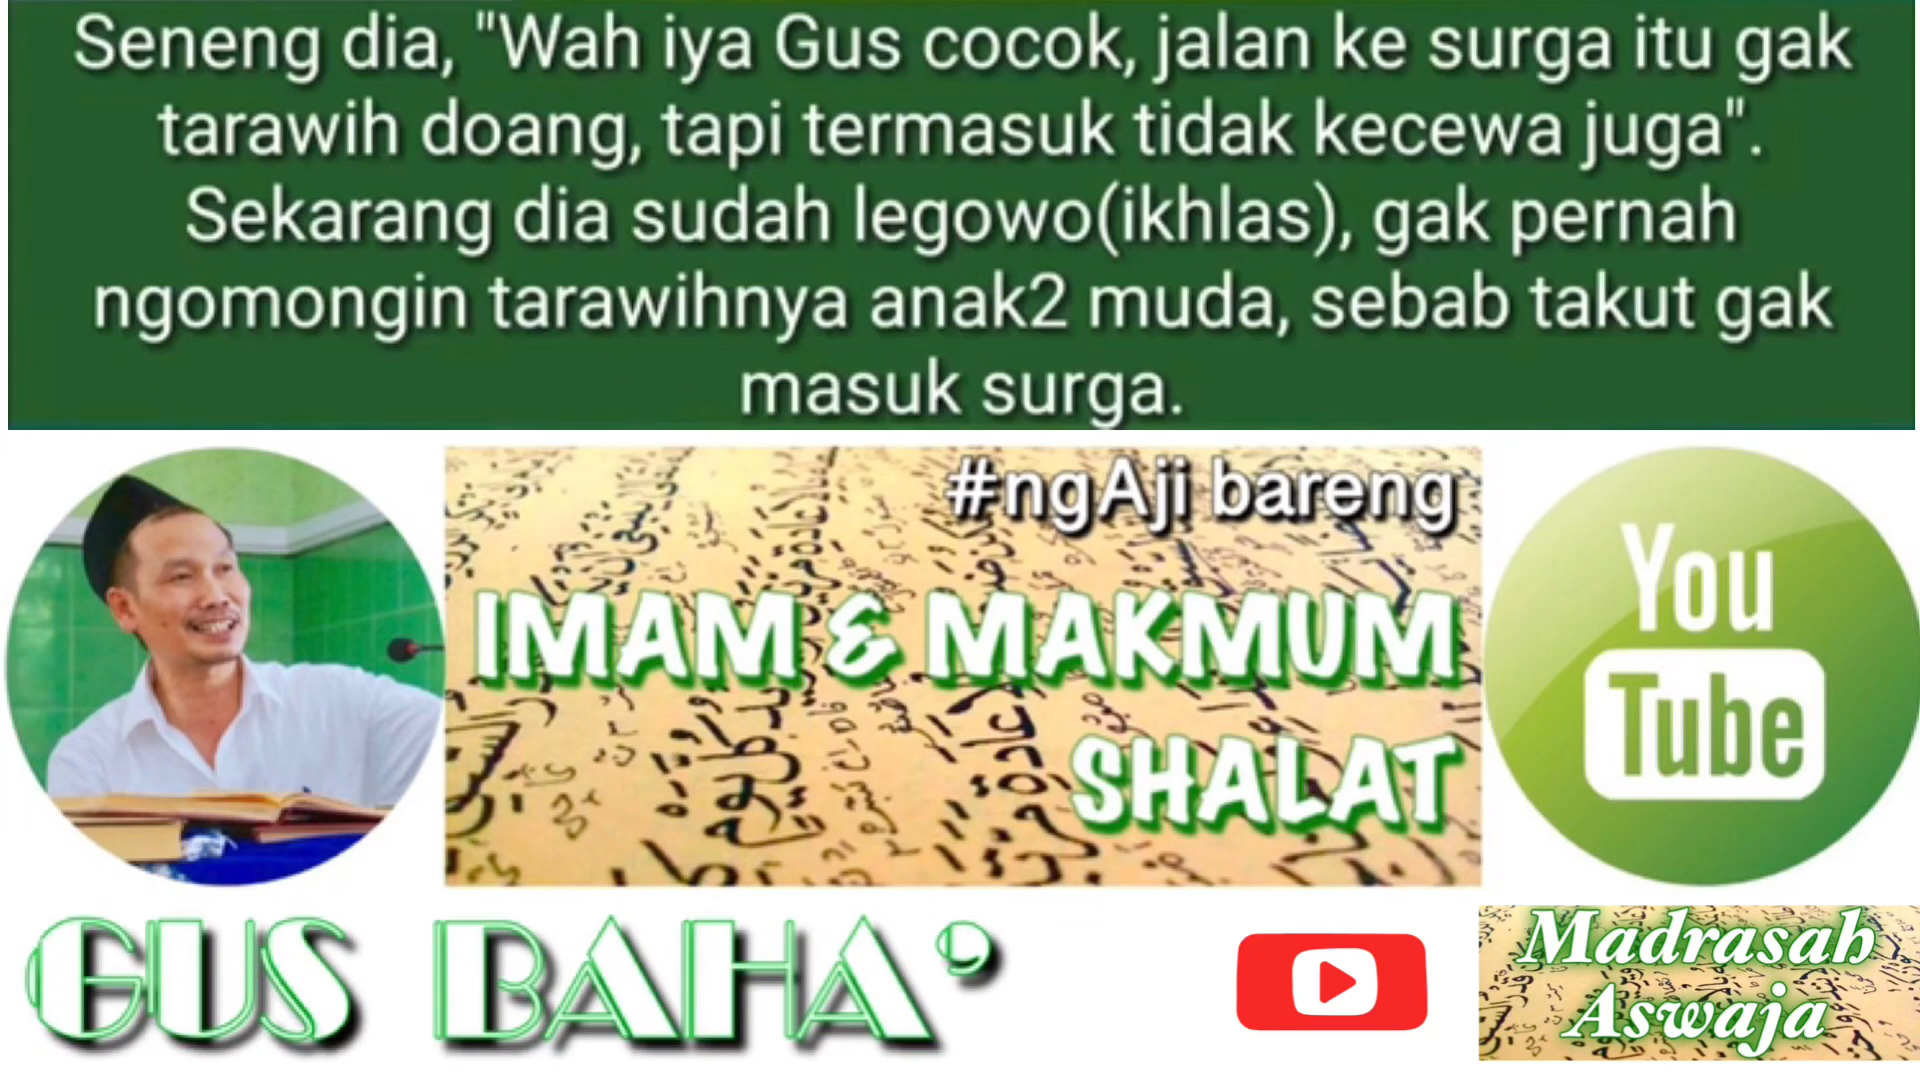 Seneng dia, "Wah iya Gus cocok, jalan ke surga itu gak
tarawih doang, tapi termasuk tidak kecewa juga".
Sekarang dia sudah legowo(ikhlas), gak pernah
ngomongin tarawihnya anak2 muda, sebab takut gak
masuk surga.
#ngAji bareng
IMAM & MAKMUM
SHALAT
You
Tube
GUS BAHA'
Madrasah
Aswaja